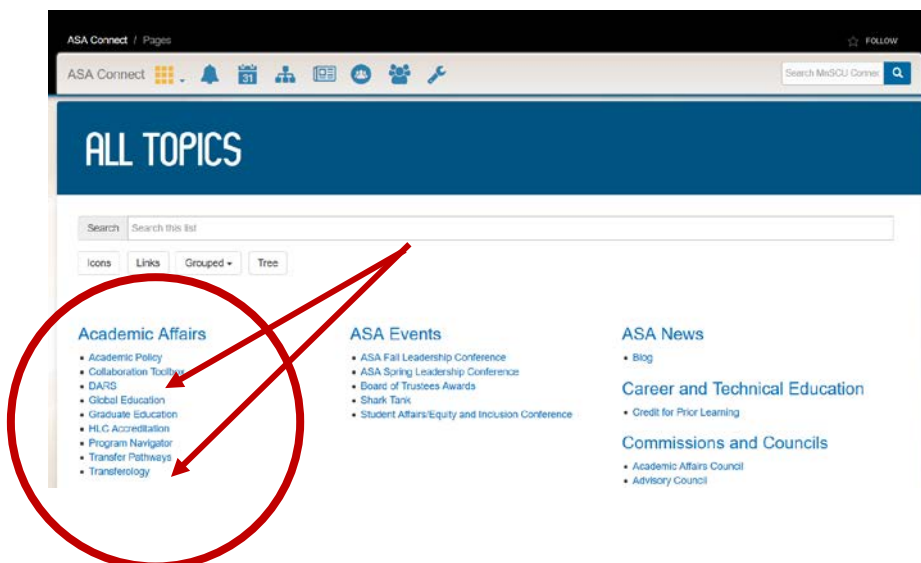 ASA Connect / Pages
FOLLOW
ASA Connect
31
Search MnSCU Connec
ALL TOPICS
Search Search this list
Icons Links Grouped Tree
Academic Affairs
Academic Policy
Collaboration Toolbox
DARS
Global Education
Graduate Education
HLC Accreditation
Program Navigator
Transfer Pathways
Transferology
ASA Events
ASA Fall Leadership Conference
ASA Spring Leadership Conference
Board of Trustees Awards
Shark Tank
Student Affairs/Equity and Inclusion Conference
ASA News
Blog
Career and Technical Education
Credit for Prior Learning
Commissions and Councils
Academic Affairs Council
Advisory Council